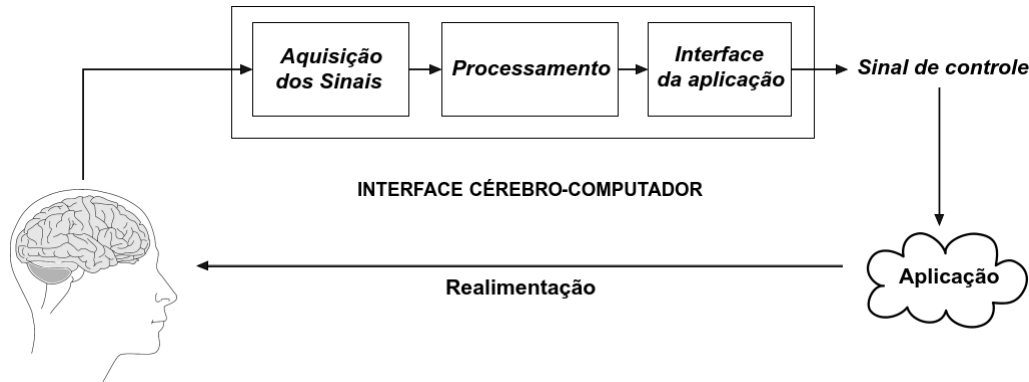 Aquisição
dos Sinais
Processamento
Interface
da aplicação
Sinal de controle
INTERFACE CÉREBRO-COMPUTADOR
Aplicação
Realimentação